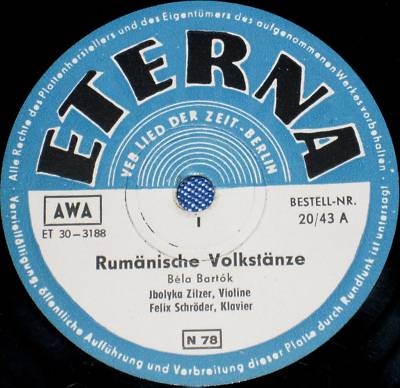 Alle Rechte des Plattenherstellers und des Eigentümers des aufgenommenen Werkes vorbehalten ·
ETERNA
VEB LIED DER ZEIT · BERLIN
AWA
ET 30–3188
BESTELL-NR.
20/43 A
I
Rumänische Volkstänze
Béla Bartók
Jbolyka Zilzer, Violine
Felix Schröder, Klavier
N 78
Vervielfältigung, öffentliche Aufführung und Verbreitung dieser Platte durch Rundfunk ist untersagt ·